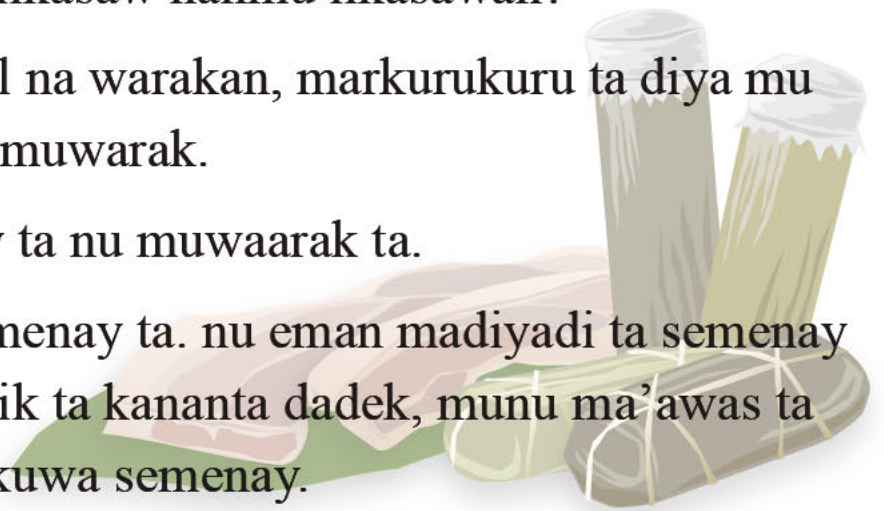 kanmu
l na warakan, markurukuru ta diya mu
muwarak.
ta nu muwaarak ta.
menay ta. nu eman madiyadi ta semenay
ik ta kananta dadek, munu ma’awas ta
kuwa semenay.